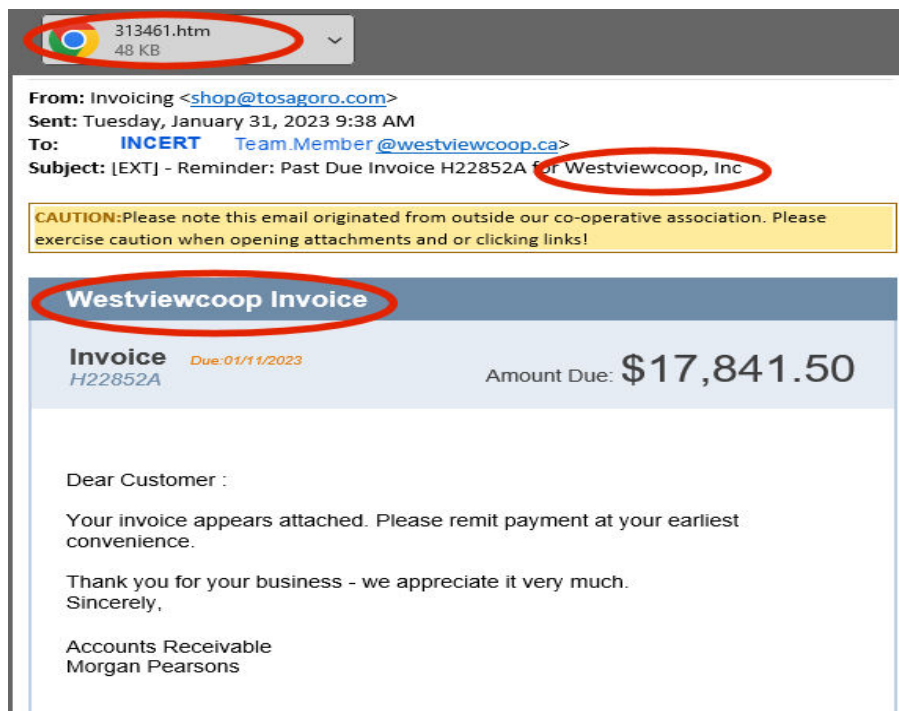 313461.htm
48 KB
From: Invoicing <shop@tosagoro.com>
Sent: Tuesday, January 31, 2023 9:38 AM
To: INCERT Team.Member @westviewcoop.ca>
Subject: [EXT] - Reminder: Past Due Invoice H22852A for Westviewcoop, Inc
CAUTION:Please note this email originated from outside our co-operative association. Please
exercise caution when opening attachments and or clicking links!
Westviewcoop Invoice
Invoice Due:01/11/2023
H22852A
Amount Due: $17,841.50
Dear Customer :
Your invoice appears attached. Please remit payment at your earliest
convenience.
Thank you for your business - we appreciate it very much.
Sincerely,
Accounts Receivable
Morgan Pearsons